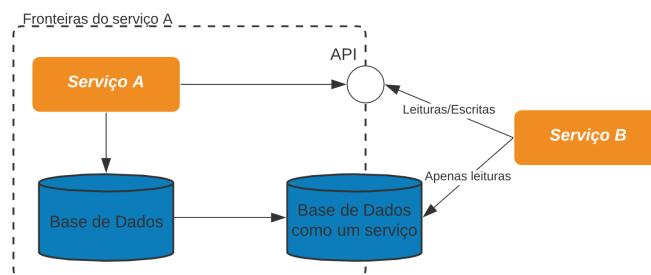 Fronteiras do serviço A
API
Serviço A
Leituras/Escritas
Serviço B
Apenas leituras
Base de Dados
Base de Dados
como um serviço